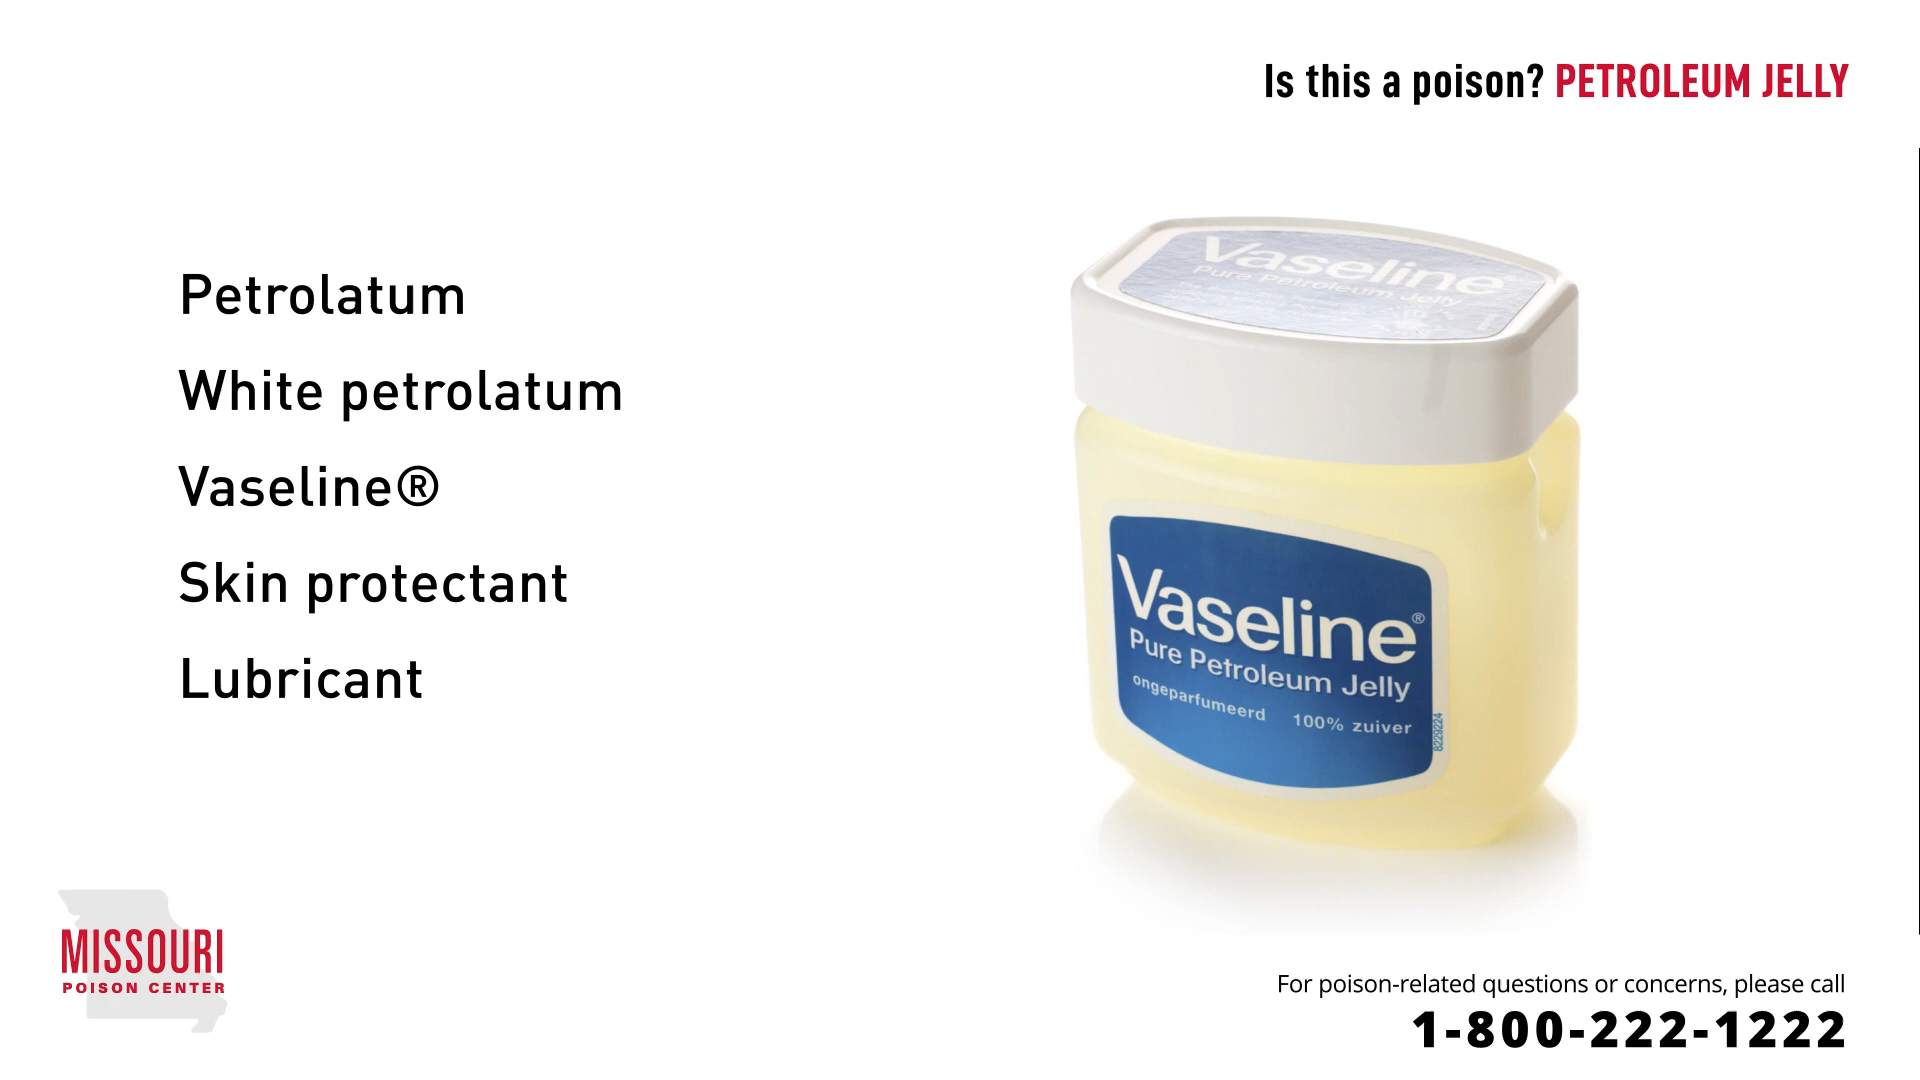 Is this a poison? PETROLEUM JELLY
Petrolatum
White petrolatum
Vaseline®
Skin protectant
Lubricant
Vaseline
Pure Petroleum Jelly
Vaseline®
Pure Petroleum Jelly
ongeparfumeerd 100% zuiver
8229224
MISSOURI
POISON CENTER
For poison-related questions or concerns, please call
1-800-222-1222